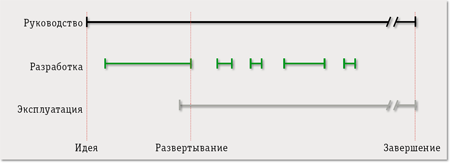 Руководство
Разработка
Эксплуатация
Идея Развертывание Завершение